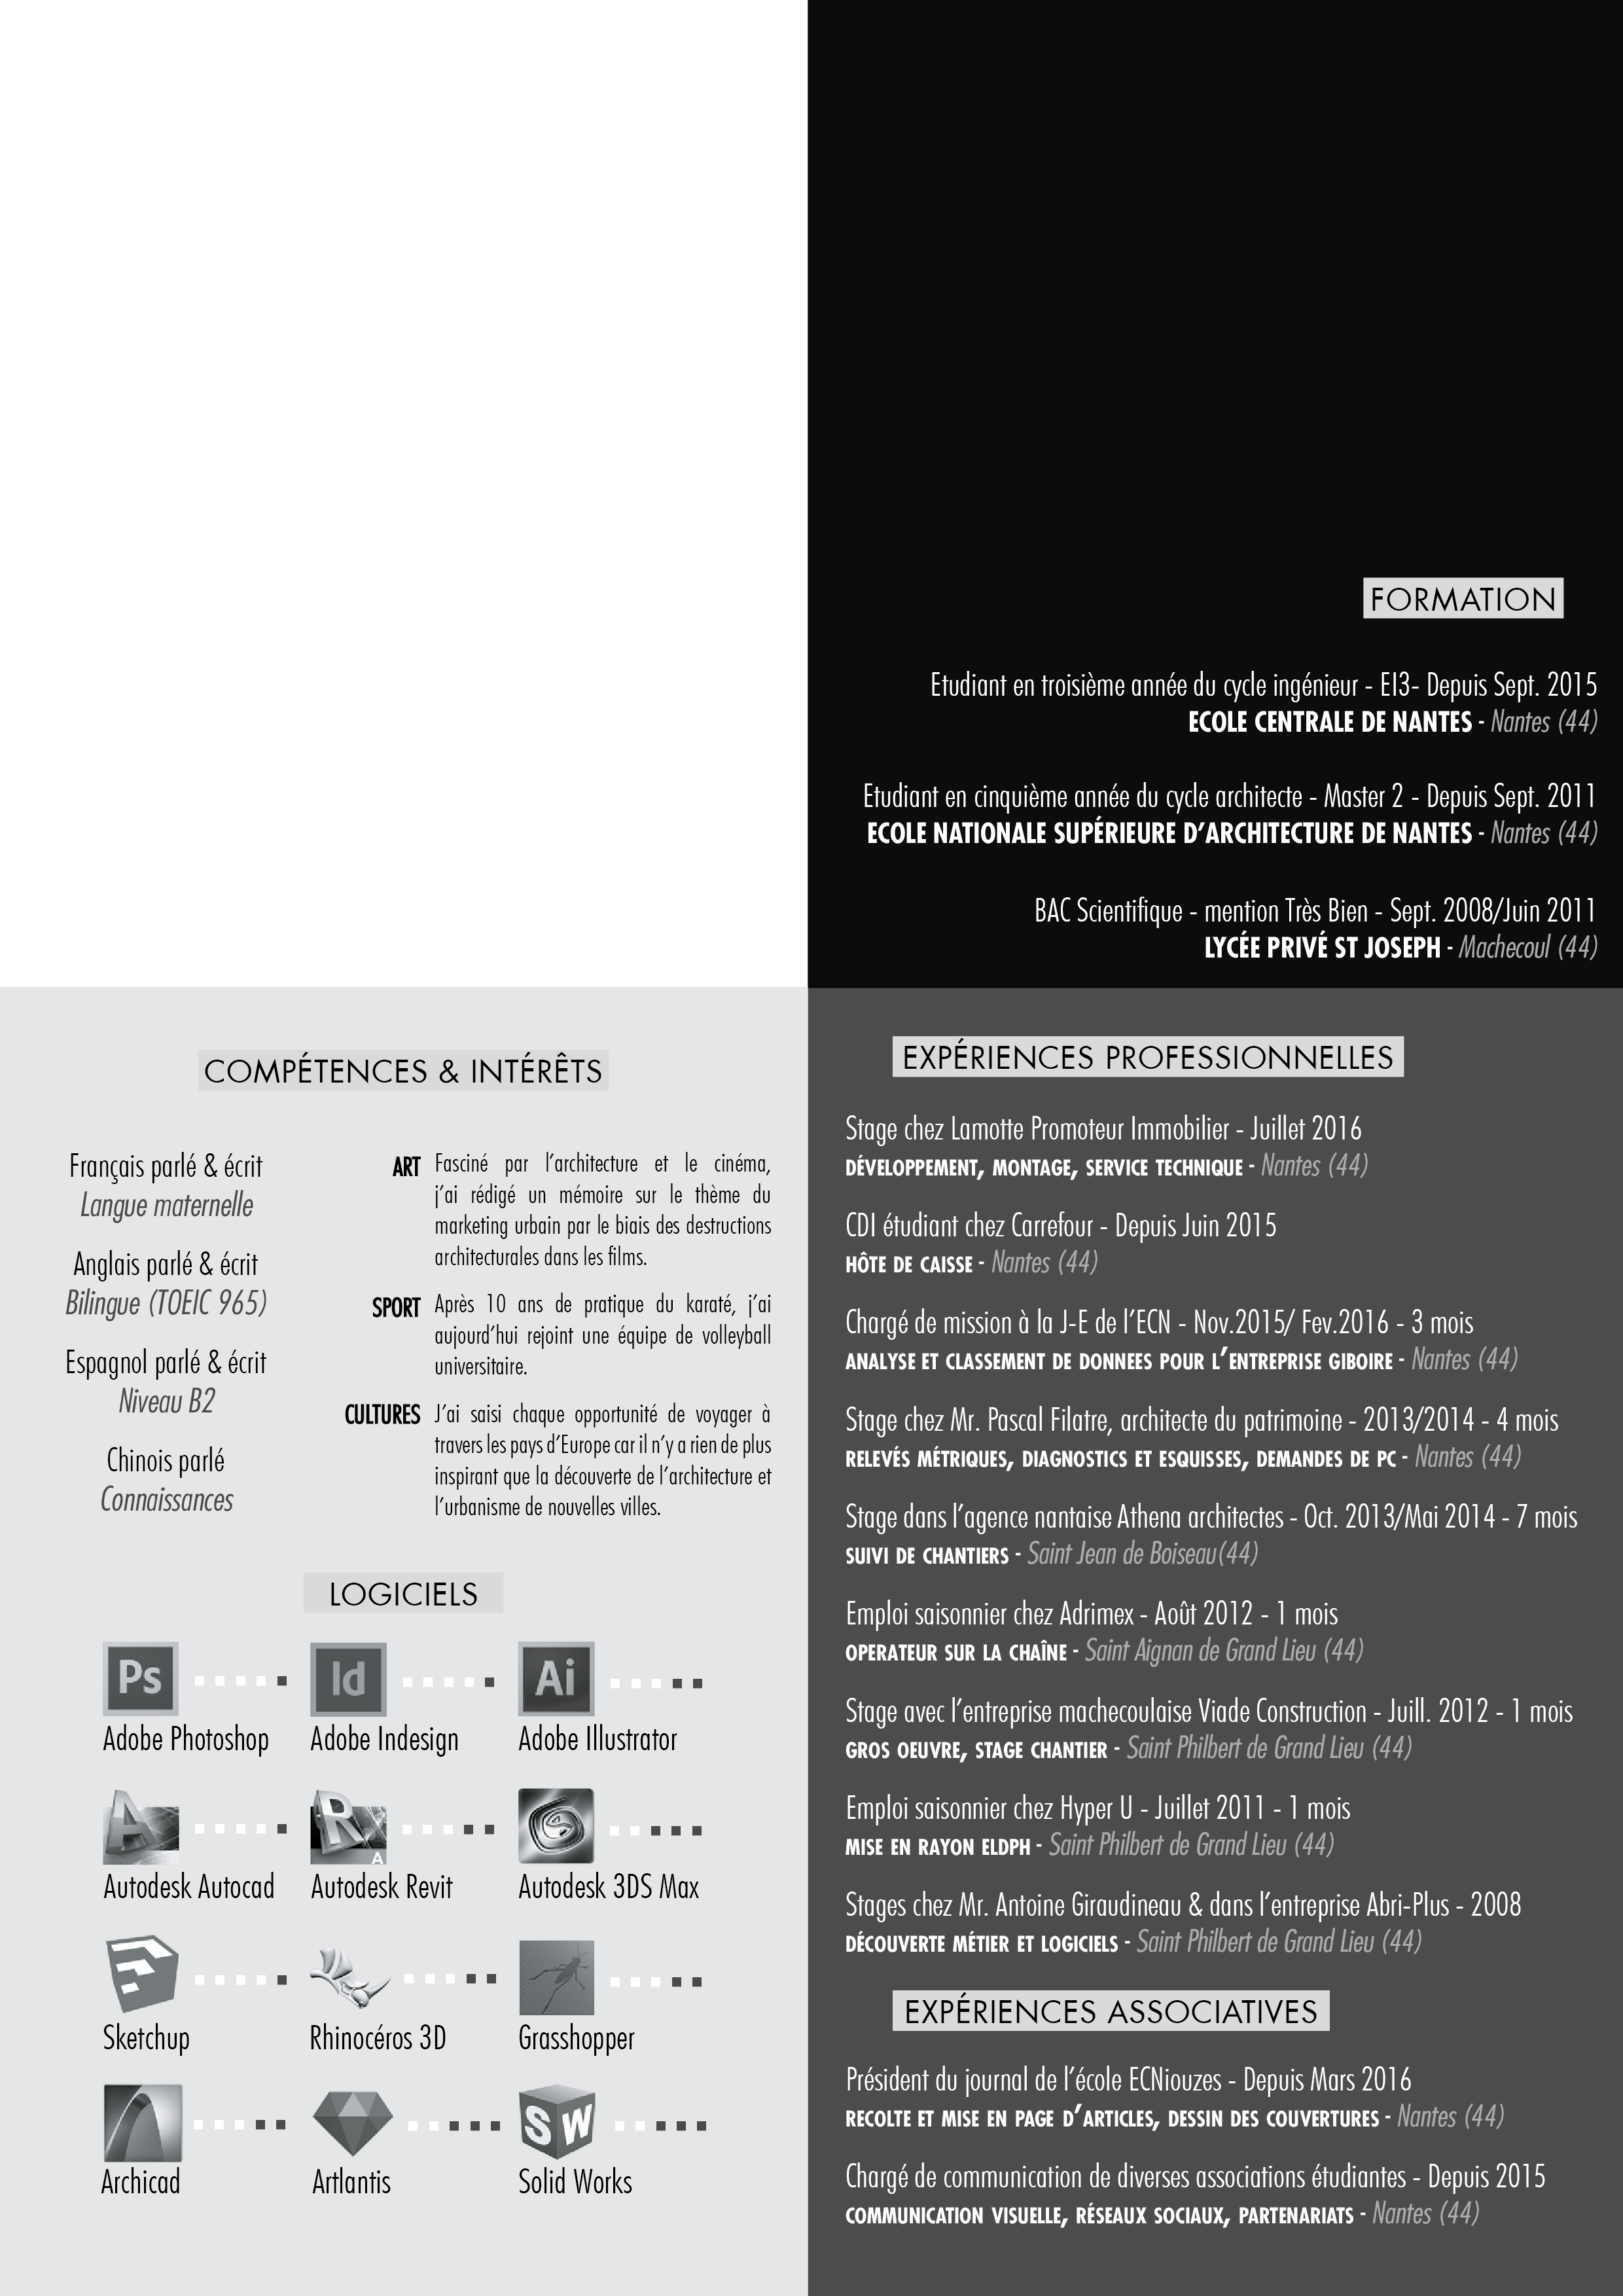 FORMATION
Etudiant en troisième année du cycle ingénieur - EI3- Depuis Sept. 2015
ECOLE CENTRALE DE NANTES - Nantes (44)
Etudiant en cinquième année du cycle architecte - Master 2 - Depuis Sept. 2011
ECOLE NATIONALE SUPÉRIEURE D'ARCHITECTURE DE NANTES - Nantes (44)
BAC Scientifique - mention Très Bien - Sept. 2008/Juin 2011
LYCÉE PRIVÉ ST JOSEPH - Machecoul (44)
COMPÉTENCES & INTÉRÊTS
Français parlé & écrit
Langue maternelle
Anglais parlé & écrit
Bilingue (TOEIC 965)
Espagnol parlé & écrit
Niveau B2
Chinois parlé
Connaissances
ART Fasciné par l'architecture et le cinéma,
j'ai rédigé un mémoire sur le thème du
marketing urbain par le biais des destructions
architecturales dans les films.
SPORT Après 10 ans de pratique du karaté, j'ai
aujourd'hui rejoint une équipe de volleyball
universitaire.
CULTURES J'ai saisi chaque opportunité de voyager à
travers les pays d'Europe car il n'y a rien de plus
inspirant que la découverte de l'architecture et
l'urbanisme de nouvelles villes.
LOGICIELS
Ps Id Ai
Adobe Photoshop Adobe Indesign Adobe Illustrator
A R A
Autodesk Autocad Autodesk Revit Autodesk 3DS Max
Sketchup Rhinocéros 3D Grasshopper
S W
Archicad Artlantis Solid Works
EXPÉRIENCES PROFESSIONNELLES
Stage chez Lamotte Promoteur Immobilier - Juillet 2016
DÉVELOPPEMENT, MONTAGE, SERVICE TECHNIQUE - Nantes (44)
CDI étudiant chez Carrefour - Depuis Juin 2015
HÔTE DE CAISSE - Nantes (44)
Chargé de mission à la J-E de l'ECN - Nov.2015/ Fev.2016 - 3 mois
ANALYSE ET CLASSEMENT DE DONNEES POUR L'ENTREPRISE GIBOIRE - Nantes (44)
Stage chez Mr. Pascal Filatre, architecte du patrimoine - 2013/2014 - 4 mois
RELEVÉS MÉTRIQUES, DIAGNOSTICS ET ESQUISSES, DEMANDES DE PC - Nantes (44)
Stage dans l'agence nantaise Athena architectes - Oct. 2013/Mai 2014 - 7 mois
SUIVI DE CHANTIERS - Saint Jean de Boiseau(44)
Emploi saisonnier chez Adrimex - Août 2012 - 1 mois
OPERATEUR SUR LA CHAÎNE - Saint Aignan de Grand Lieu (44)
Stage avec l'entreprise machecoulaise Viade Construction - Juill. 2012 - 1 mois
GROS OEUVRE, STAGE CHANTIER - Saint Philbert de Grand Lieu (44)
Emploi saisonnier chez Hyper U - Juillet 2011 - 1 mois
MISE EN RAYON ELDPH - Saint Philbert de Grand Lieu (44)
Stages chez Mr. Antoine Giraudineau & dans l'entreprise Abri-Plus - 2008
DÉCOUVERTE MÉTIER ET LOGICIELS - Saint Philbert de Grand Lieu (44)
EXPÉRIENCES ASSOCIATIVES
Président du journal de l'école ECNiouzes - Depuis Mars 2016
RECOLTE ET MISE EN PAGE D'ARTICLES, DESSIN DES COUVERTURES - Nantes (44)
Chargé de communication de diverses associations étudiantes - Depuis 2015
COMMUNICATION VISUELLE, RÉSEAUX SOCIAUX, PARTENARIATS - Nantes (44)